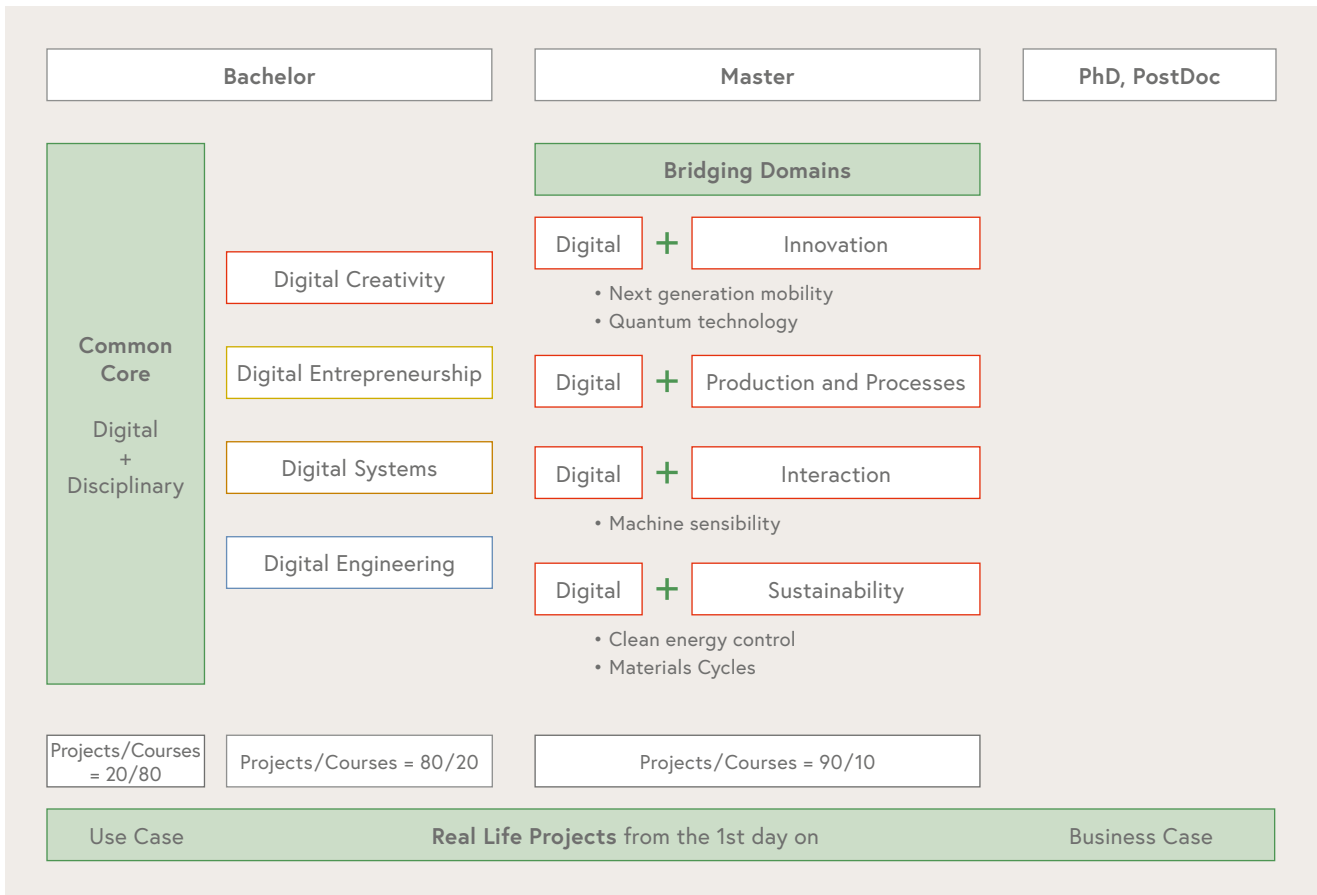 Bachelor
Master
PhD, PostDoc
Common
Core
Digital
+
Disciplinary
Digital Creativity
Digital Entrepreneurship
Digital Systems
Digital Engineering
Bridging Domains
Digital + Innovation
• Next generation mobility
• Quantum technology
Digital + Production and Processes
Digital + Interaction
• Machine sensibility
Digital + Sustainability
• Clean energy control
• Materials Cycles
Projects/Courses
= 20/80
Projects/Courses = 80/20
Projects/Courses = 90/10
Use Case
Real Life Projects from the 1st day on
Business Case